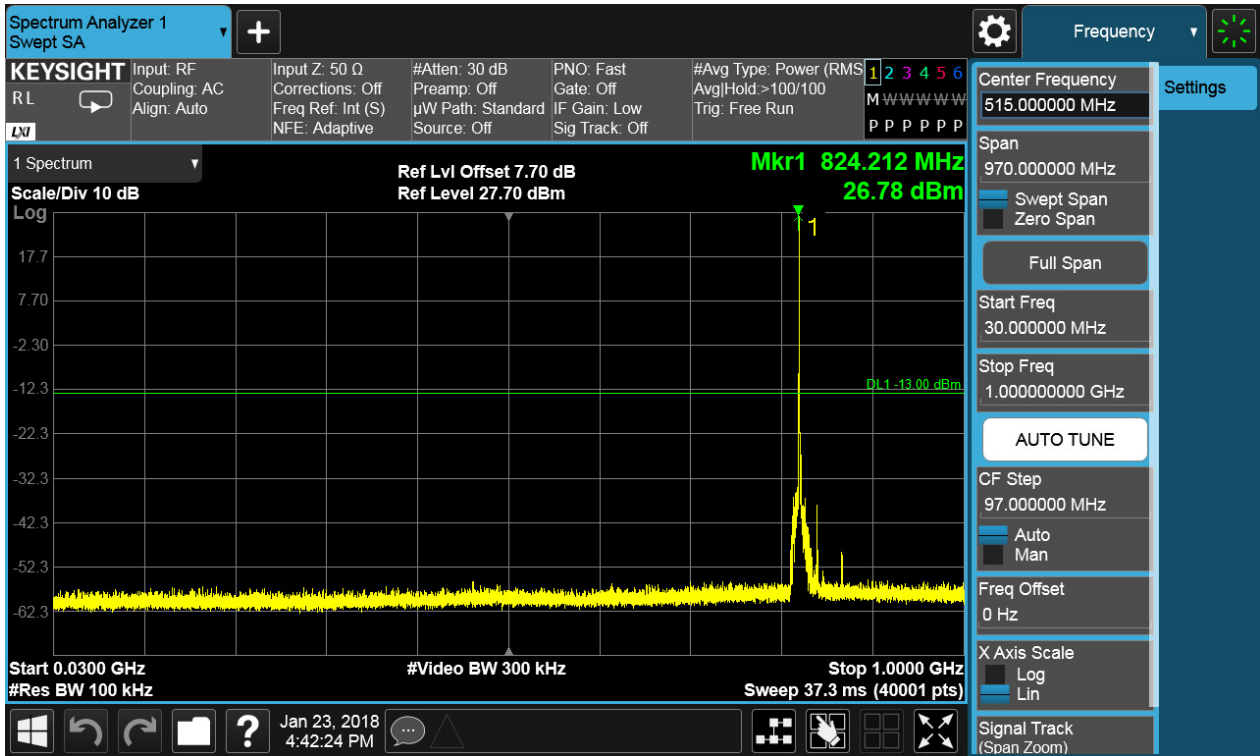 Spectrum Analyzer 1
Swept SA
Frequency
KEYSIGHT
R L
LXI
Input: RF
Coupling: AC
Align: Auto
Input Z: 50 Ω
Corrections: Off
Freq Ref: Int (S)
NFE: Adaptive
#Atten: 30 dB
Preamp: Off
µW Path: Standard
Source: Off
PNO: Fast
Gate: Off
IF Gain: Low
Sig Track: Off
#Avg Type: Power (RMS
Avg|Hold:>100/100
Trig: Free Run
1 2 3 4 5 6
M W W W W W
P P P P P P
1 Spectrum
Scale/Div 10 dB
Ref Lvl Offset 7.70 dB
Ref Level 27.70 dBm
Mkr1 824.212 MHz
26.78 dBm
Log
1
17.7
7.70
-2.30
-12.3
DL1 -13.00 dBm
-22.3
-32.3
-42.3
-52.3
-62.3
Start 0.0300 GHz
#Video BW 300 kHz
Stop 1.0000 GHz
#Res BW 100 kHz
Sweep 37.3 ms (40001 pts)
Jan 23, 2018
4:42:24 PM
Center Frequency
515.000000 MHz
Settings
Span
970.000000 MHz
Swept Span
Zero Span
Full Span
Start Freq
30.000000 MHz
Stop Freq
1.000000000 GHz
AUTO TUNE
CF Step
97.000000 MHz
Auto
Man
Freq Offset
0 Hz
X Axis Scale
Log
Lin
Signal Track
(Span Zoom)